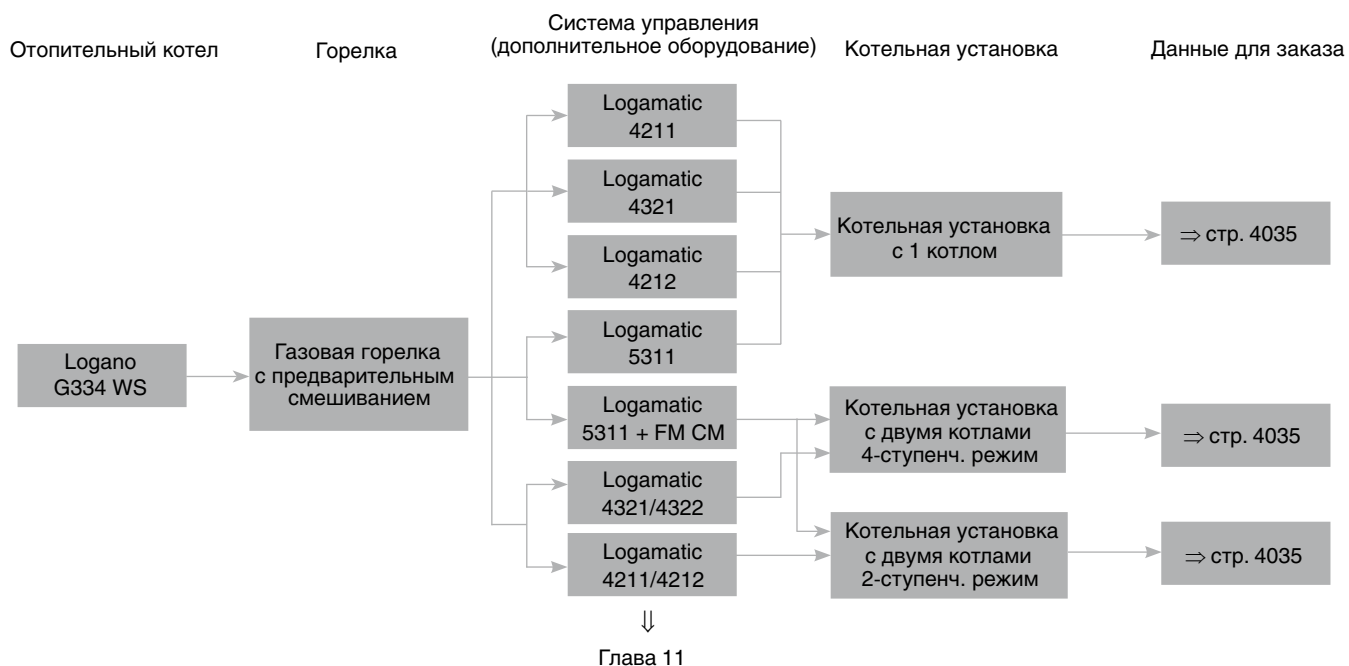 Отопительный котел
Горелка
Система управления
(дополнительное оборудование)
Котельная установка
Данные для заказа
Logamatic
4211
Logamatic
4321
Logamatic
4212
Logamatic
5311
Logamatic
5311 + FM CM
Logamatic
4321/4322
Logamatic
4211/4212
⇓
Глава 11
Logano
G334 WS
Газовая горелка
с предварительным
смешиванием
Котельная установка
с 1 котлом
⇒ стр. 4035
Котельная установка
с двумя котлами
4-ступенч. режим
⇒ стр. 4035
Котельная установка
с двумя котлами
2-ступенч. режим
⇒ стр. 4035